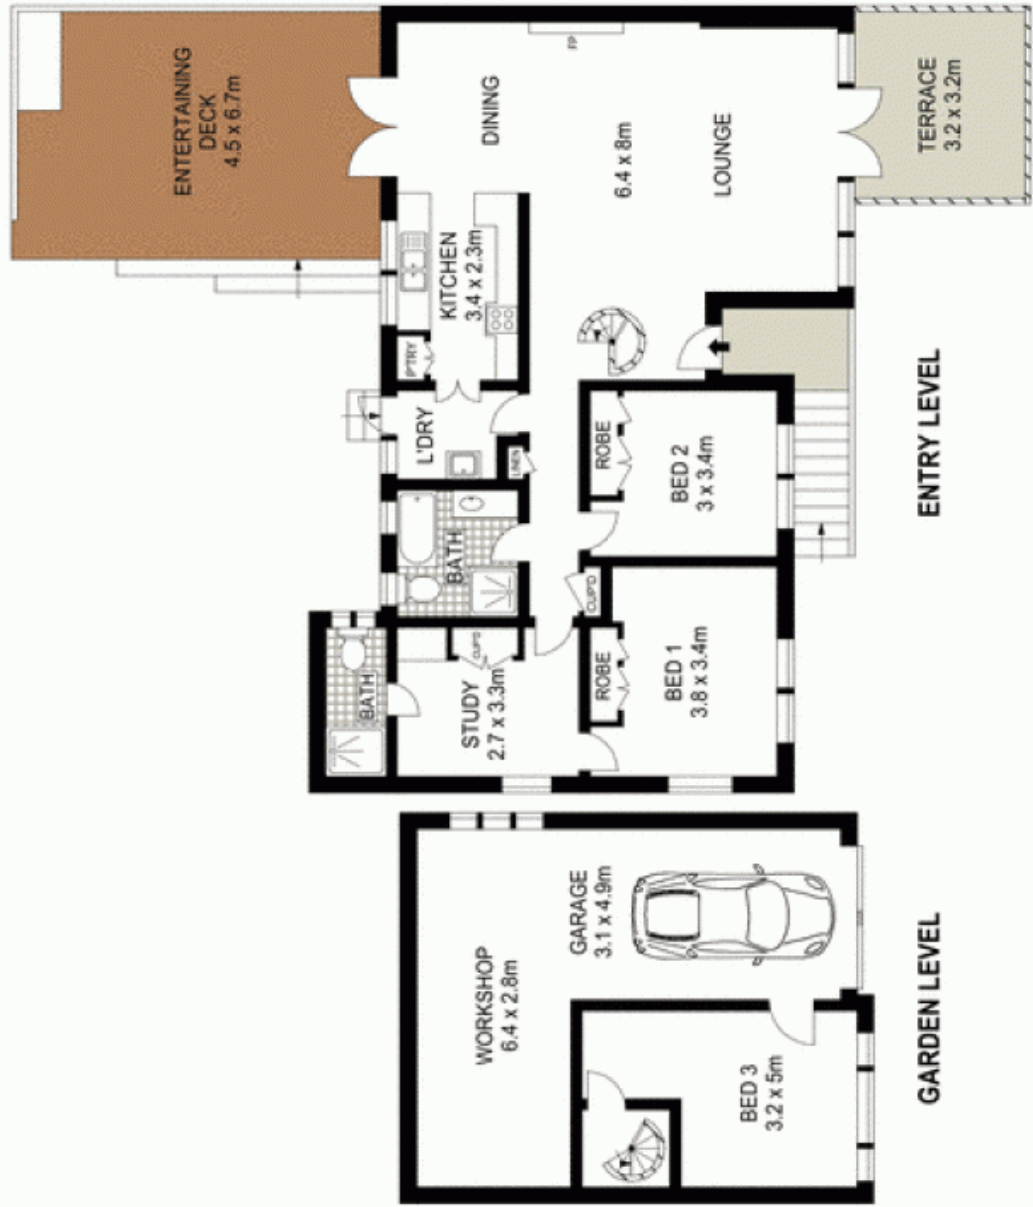 ENTERTAINING
DECK
4.5 x 6.7m
DINING
FP
6.4 x 8m
LOUNGE
TERRACE
3.2 x 3.2m
KITCHEN
3.4 x 2.3m
P'TRY
L'DRY
LINEN
BATH
ROBE
BED 2
3 x 3.4m
CUP'D
BATH
STUDY
2.7 x 3.3m
CUP'D
ROBE
BED 1
3.8 x 3.4m
ENTRY LEVEL
WORKSHOP
6.4 x 2.8m
GARAGE
3.1 x 4.9m
BED 3
3.2 x 5m
GARDEN LEVEL